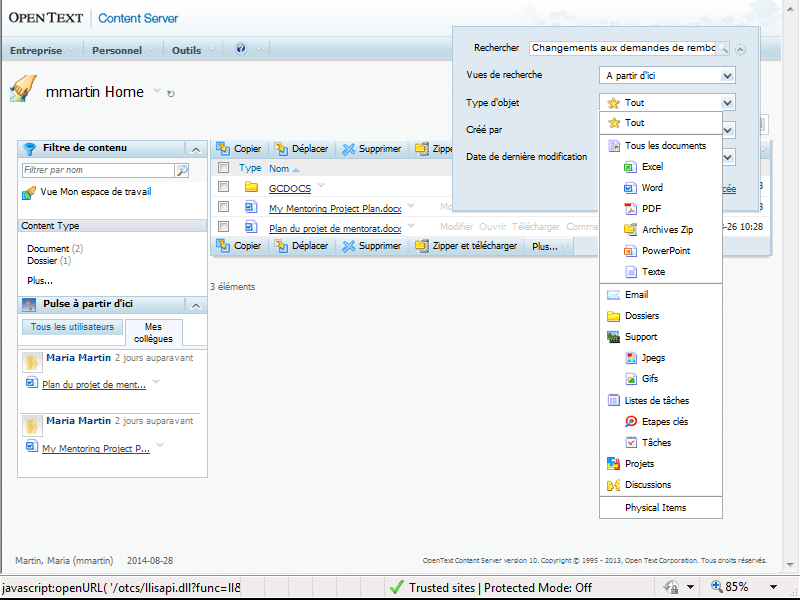 OPEN TEXT Content Server
Entreprise Personnel Outils
Rechercher Changements aux demandes de rembo
Vues de recherche A partir d'ici
Type d'objet Tout
Créé par
Date de dernière modification
Tout
Tous les documents
Excel
Word
PDF
Archives Zip
PowerPoint
Texte
Email
Dossiers
Support
Jpegs
Gifs
Listes de tâches
Etapes clés
Tâches
Projets
Discussions
Physical Items
mmartin Home
Filtre de contenu
Filtrer par nom
Vue Mon espace de travail
Content Type
Document (2)
Dossier (1)
Plus...
Pulse à partir d'ici
Tous les utilisateurs
Mes
collègues
Maria Martin 2 jours auparavant
Plan du projet de ment...
Maria Martin 2 jours auparavant
My Mentoring Project P...
Copier Déplacer Supprimer Zippe
Type Nom
GCDOCS
My Mentoring Project Plan.docx
Plan du projet de mentorat.docx Modifier Ouvrir Télécharger Comme 8-26 10:28
Copier Déplacer Supprimer Zipper et télécharger Plus...
3 éléments
Martin, Maria (mmartin) 2014-08-28
OpenText Content Server version 10. Copyright © 1995 - 2013, Open Text Corporation. Tous droits réservés.
javascript:openURL( '/otcs/llisapi.dll?func=ll& Trusted sites | Protected Mode: Off 85%